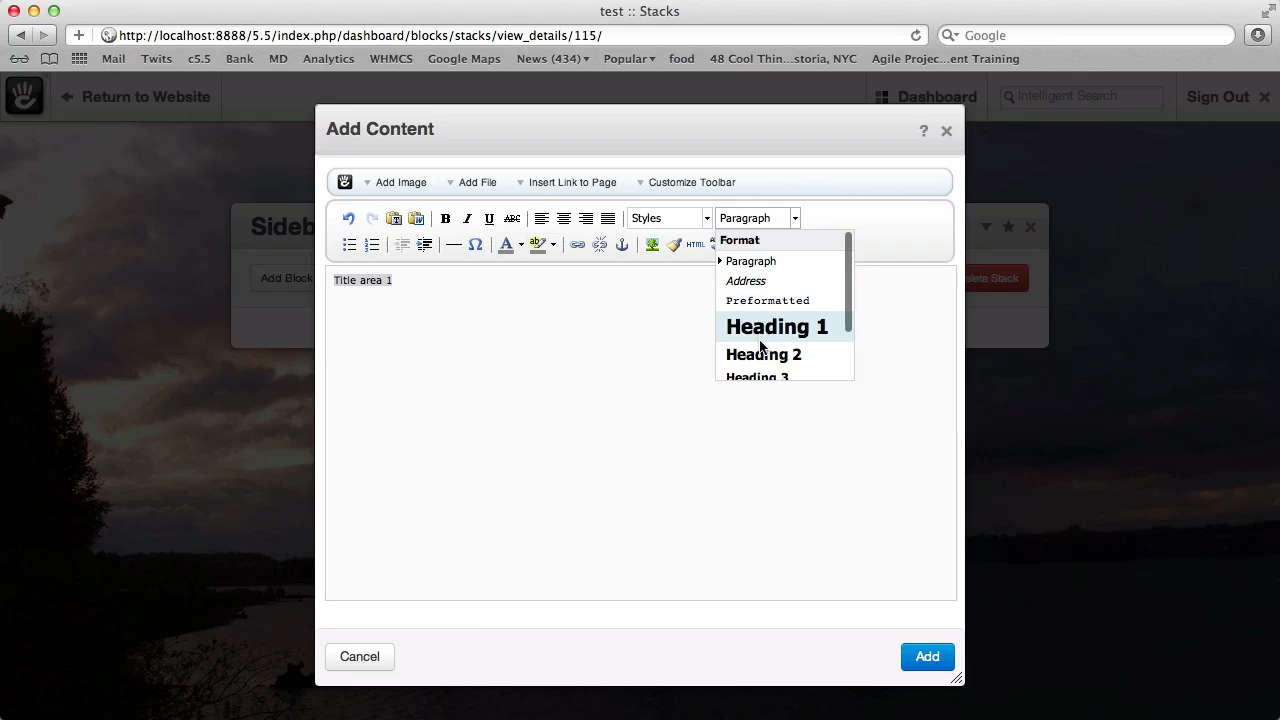 test :: Stacks
http://localhost:8888/5.5/index.php/dashboard/blocks/stacks/view_details/115/
Google
Mail Twits c5.5 Bank MD Analytics WHMCS Google Maps News (434) Popular food 48 Cool Thin...storia, NYC Agile Projec...ent Training
Return to Website
Dashboard
Intelligent Search
Sign Out
Add Content
?
Add Image Add File Insert Link to Page Customize Toolbar
B I U ABC Styles Paragraph
A ab HTML
Format
Paragraph
Address
Preformatted
Heading 1
Heading 2
Heading 3
Title area 1
Sideb
Add Block
elete Stack
Cancel
Add